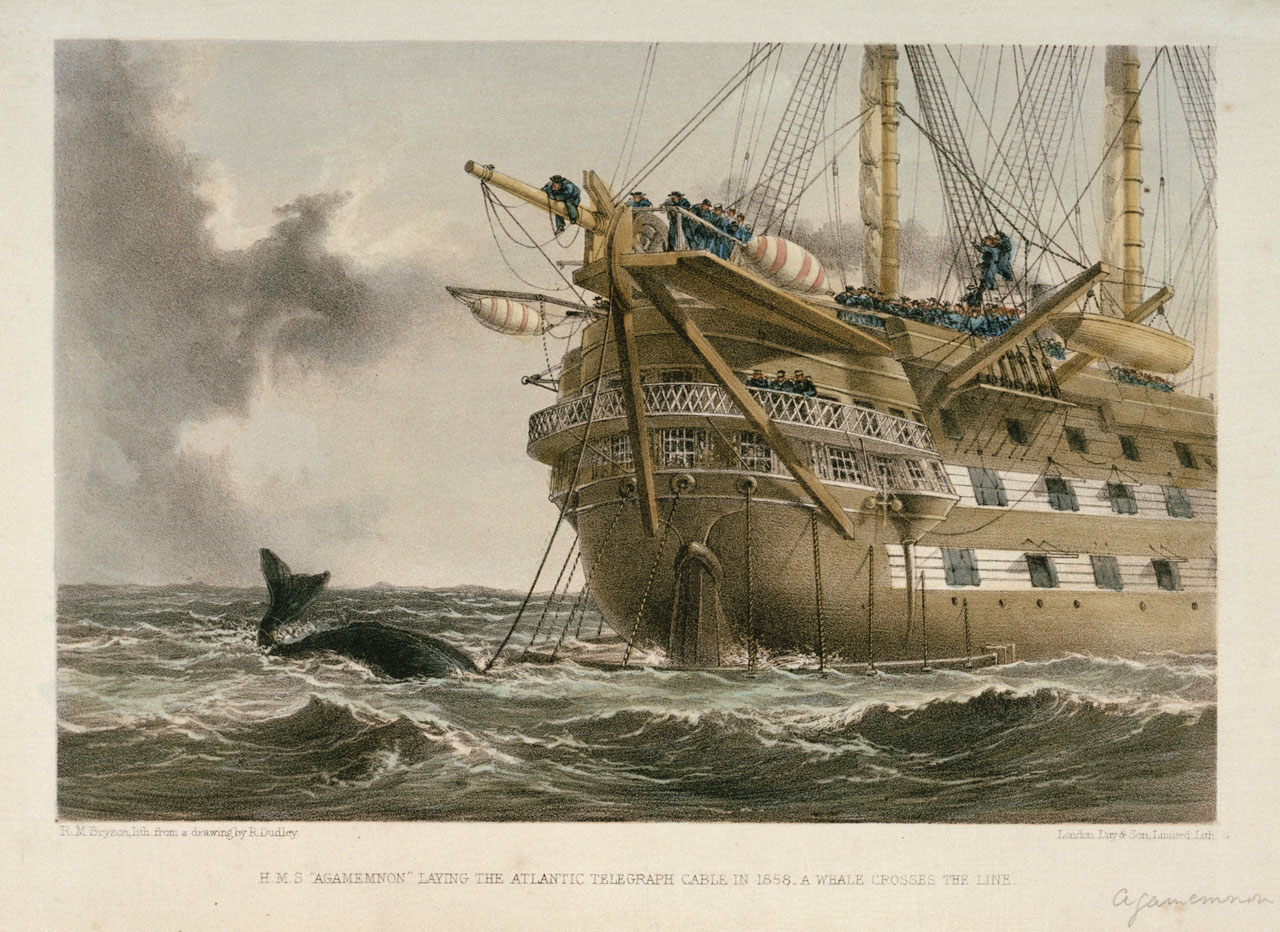 R. M. Bryson, lith. from a drawing by R. Dudley.
London. Day & Son, Limited, Lith.
H.M.S. "AGAMEMNON" LAYING THE ATLANTIC TELEGRAPH CABLE IN 1858. A WHALE CROSSES THE LINE.
Agamemnon